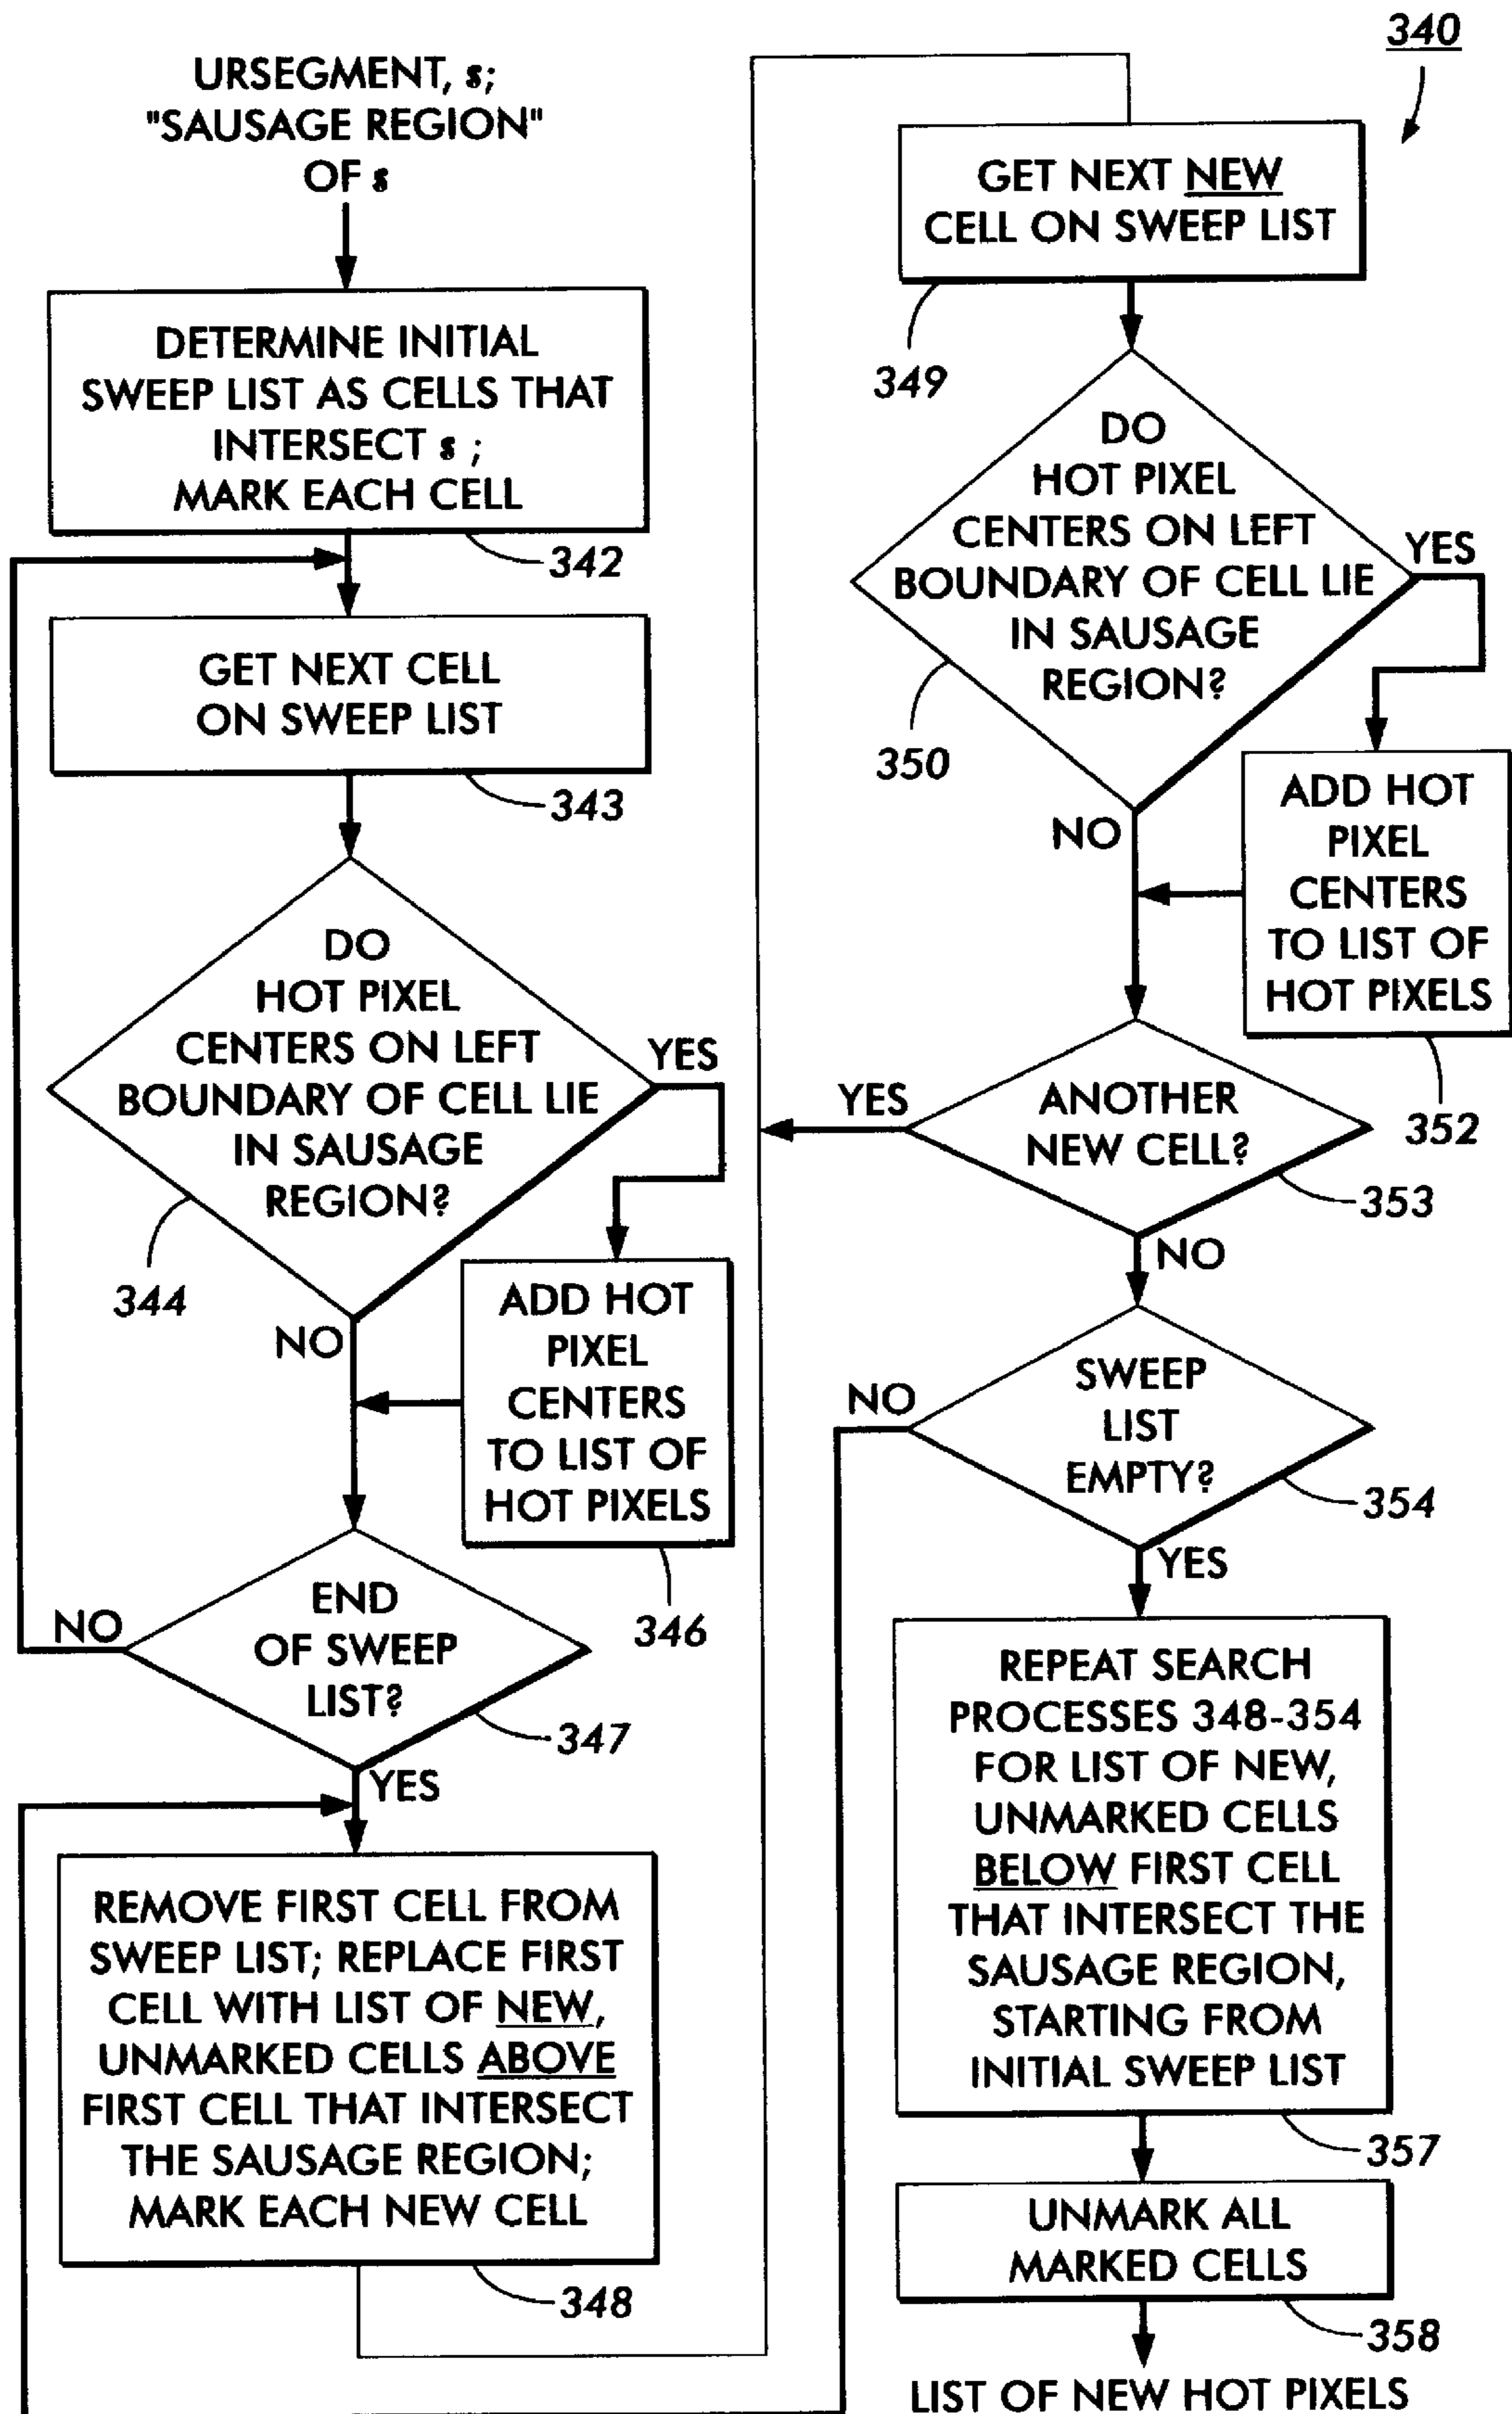 340
URSEGMENT, s;
"SAUSAGE REGION"
OF s
DETERMINE INITIAL
SWEEP LIST AS CELLS THAT
INTERSECT s ;
MARK EACH CELL
342
GET NEXT CELL
ON SWEEP LIST
343
DO
HOT PIXEL
CENTERS ON LEFT
BOUNDARY OF CELL LIE
IN SAUSAGE
REGION?
344
YES
NO
ADD HOT
PIXEL
CENTERS
TO LIST OF
HOT PIXELS
346
END
OF SWEEP
LIST?
NO
347
YES
REMOVE FIRST CELL FROM
SWEEP LIST; REPLACE FIRST
CELL WITH LIST OF NEW,
UNMARKED CELLS ABOVE
FIRST CELL THAT INTERSECT
THE SAUSAGE REGION;
MARK EACH NEW CELL
348
GET NEXT NEW
CELL ON SWEEP LIST
349
DO
HOT PIXEL
CENTERS ON LEFT
BOUNDARY OF CELL LIE
IN SAUSAGE
REGION?
350
YES
NO
ADD HOT
PIXEL
CENTERS
TO LIST OF
HOT PIXELS
352
YES
ANOTHER
NEW CELL?
353
NO
SWEEP
LIST
EMPTY?
NO
354
YES
REPEAT SEARCH
PROCESSES 348-354
FOR LIST OF NEW,
UNMARKED CELLS
BELOW FIRST CELL
THAT INTERSECT THE
SAUSAGE REGION,
STARTING FROM
INITIAL SWEEP LIST
357
UNMARK ALL
MARKED CELLS
358
LIST OF NEW HOT PIXELS